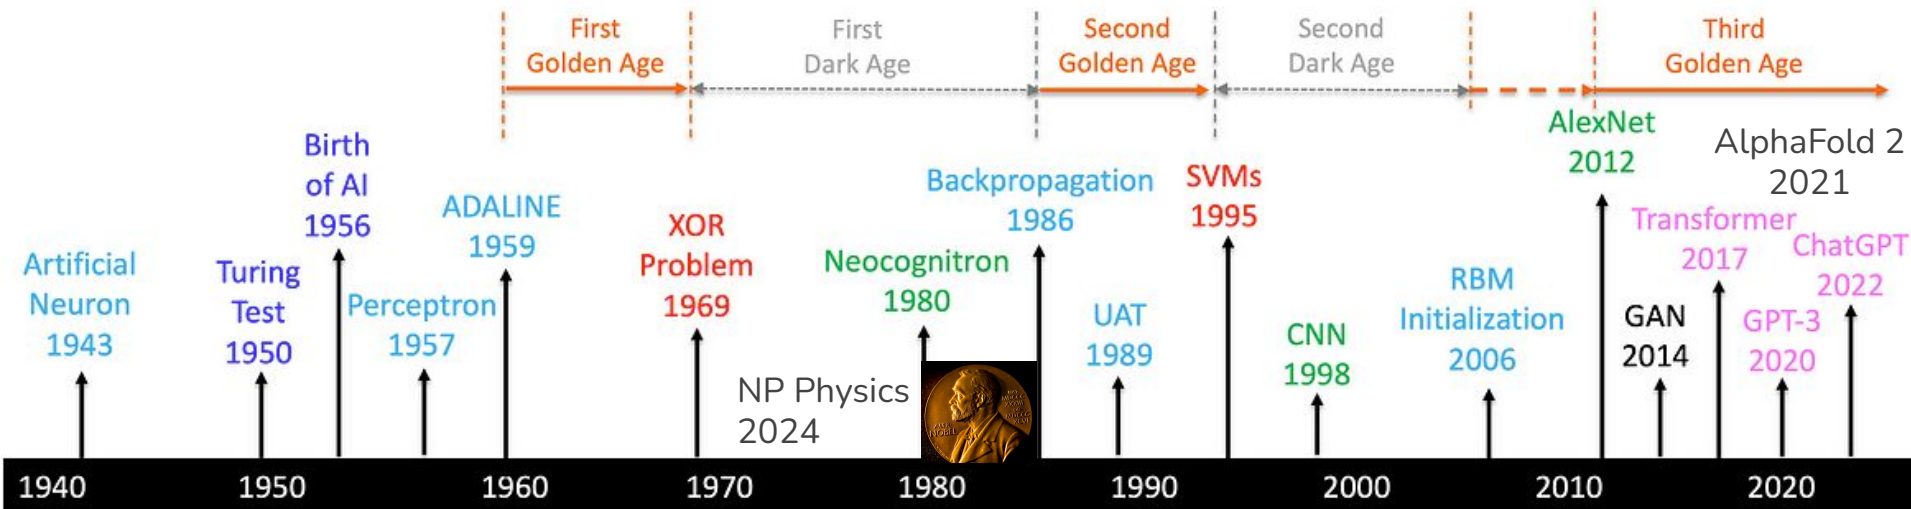 First
Golden Age
First
Dark Age
Second
Golden Age
Second
Dark Age
Third
Golden Age
Artificial
Neuron
1943
Turing
Test
1950
Birth
of AI
1956
Perceptron
1957
ADALINE
1959
XOR
Problem
1969
NP Physics
2024
Neocognitron
1980
Backpropagation
1986
UAT
1989
SVMs
1995
CNN
1998
RBM
Initialization
2006
AlexNet
2012
GAN
2014
Transformer
2017
GPT-3
2020
AlphaFold 2
2021
ChatGPT
2022
1940 1950 1960 1970 1980 1990 2000 2010 2020